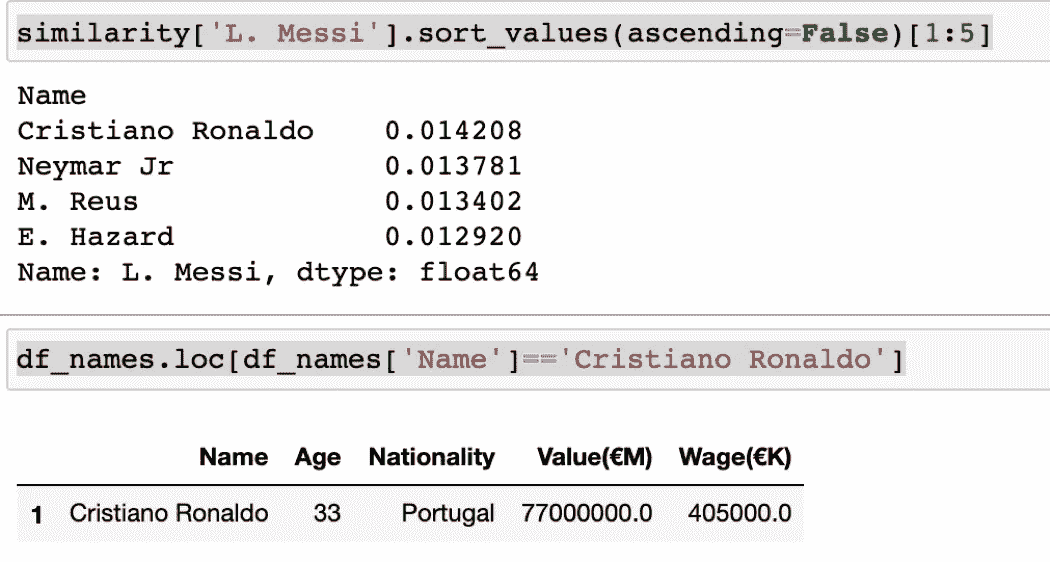 similarity['L. Messi'].sort_values(ascending=False)[1:5]
Name
Cristiano Ronaldo    0.014208
Neymar Jr            0.013781
M. Reus              0.013402
E. Hazard            0.012920
Name: L. Messi, dtype: float64
df_names.loc[df_names['Name']=='Cristiano Ronaldo']
Name Age Nationality Value(€M) Wage(€K)
1 Cristiano Ronaldo 33 Portugal 77000000.0 405000.0